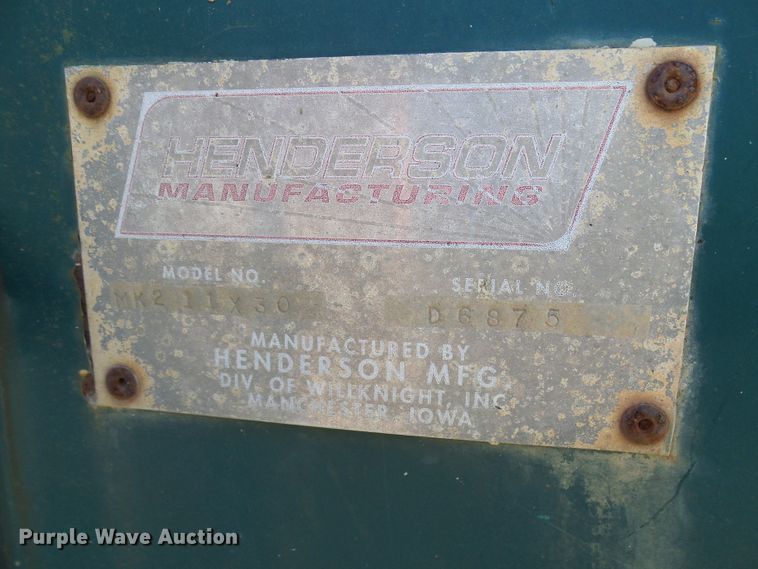 HENDERSON
MANUFACTURING
MODEL NO. SERIAL NO.
MK2 11X30 D6875
MANUFACTURED BY
HENDERSON MFG.
DIV. OF WILLKNIGHT, INC
MANCHESTER, IOWA
Purple Wave Auction®